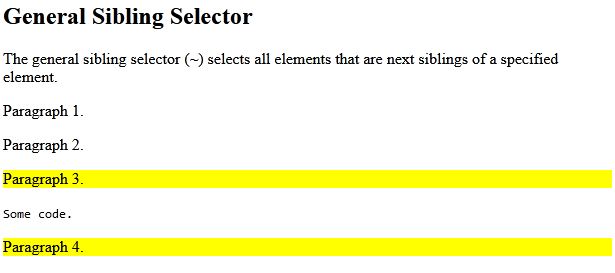 General Sibling Selector
The general sibling selector (~) selects all elements that are next siblings of a specified
element.
Paragraph 1.
Paragraph 2.
Paragraph 3.
Some code.
Paragraph 4.